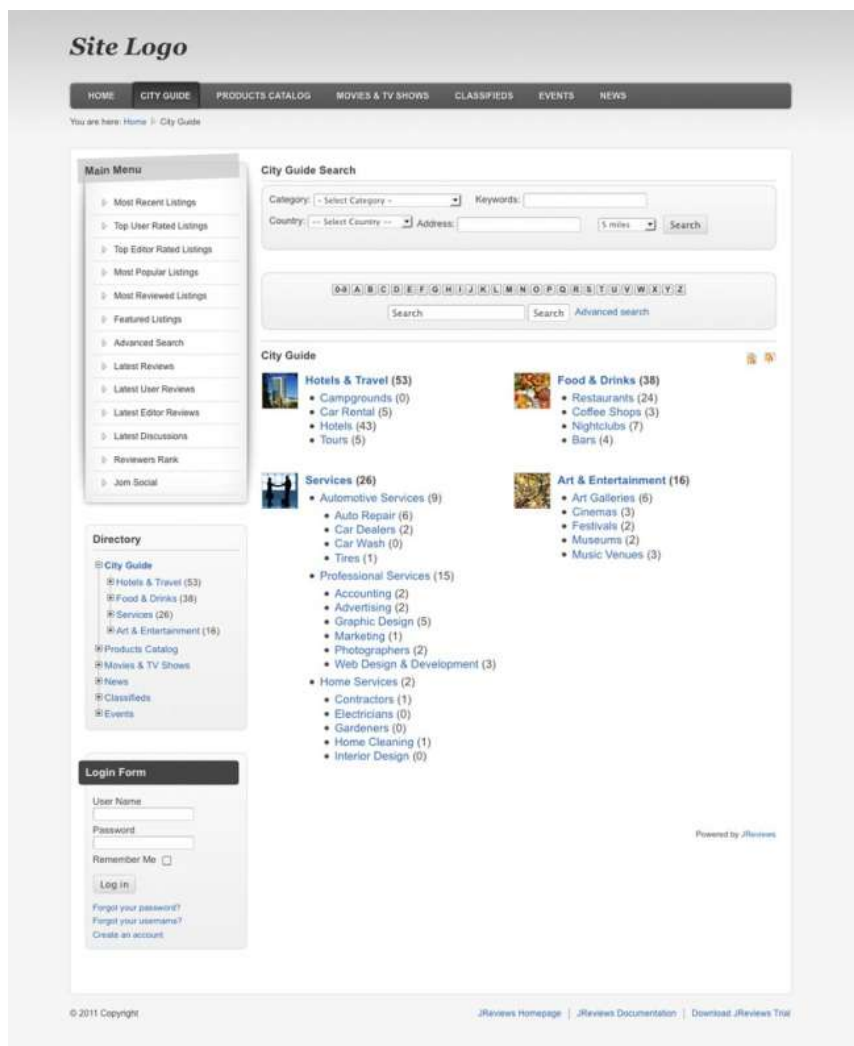 Site Logo
HOME CITY GUIDE PRODUCTS CATALOG MOVIES & TV SHOWS CLASSIFIEDS EVENTS NEWS
You are here: Home City Guide
Main Menu
Most Recent Listings
Top User Rated Listings
Top Editor Rated Listings
Most Popular Listings
Most Reviewed Listings
Featured Listings
Advanced Search
Latest Reviews
Latest User Reviews
Latest Editor Reviews
Latest Discussions
Reviewers Rank
Jom Social
Directory
City Guide
Hotels & Travel (53)
Food & Drinks (38)
Services (26)
Art & Entertainment (16)
Products Catalog
Movies & TV Shows
News
Classifieds
Events
Login Form
User Name
Password
Remember Me
Log in
Forgot your password?
Forgot your username?
Create an account
City Guide Search
Category: - Select Category - Keywords:
Country: -- Select Country -- Address: 5 miles Search
0-9 A B C D E F G H I J K L M N O P Q R S T U V W X Y Z
Search Search Advanced search
City Guide
Hotels & Travel (53)
Campgrounds (0)
Car Rental (5)
Hotels (43)
Tours (5)
Food & Drinks (38)
Restaurants (24)
Coffee Shops (3)
Nightclubs (7)
Bars (4)
Services (26)
Automotive Services (9)
Auto Repair (6)
Car Dealers (2)
Car Wash (0)
Tires (1)
Professional Services (15)
Accounting (2)
Advertising (2)
Graphic Design (5)
Marketing (1)
Photographers (2)
Web Design & Development (3)
Home Services (2)
Contractors (1)
Electricians (0)
Gardeners (0)
Home Cleaning (1)
Interior Design (0)
Art & Entertainment (16)
Art Galleries (6)
Cinemas (3)
Festivals (2)
Museums (2)
Music Venues (3)
Powered by JReviews
© 2011 Copyright
JReviews Homepage | JReviews Documentation | Download JReviews Trial